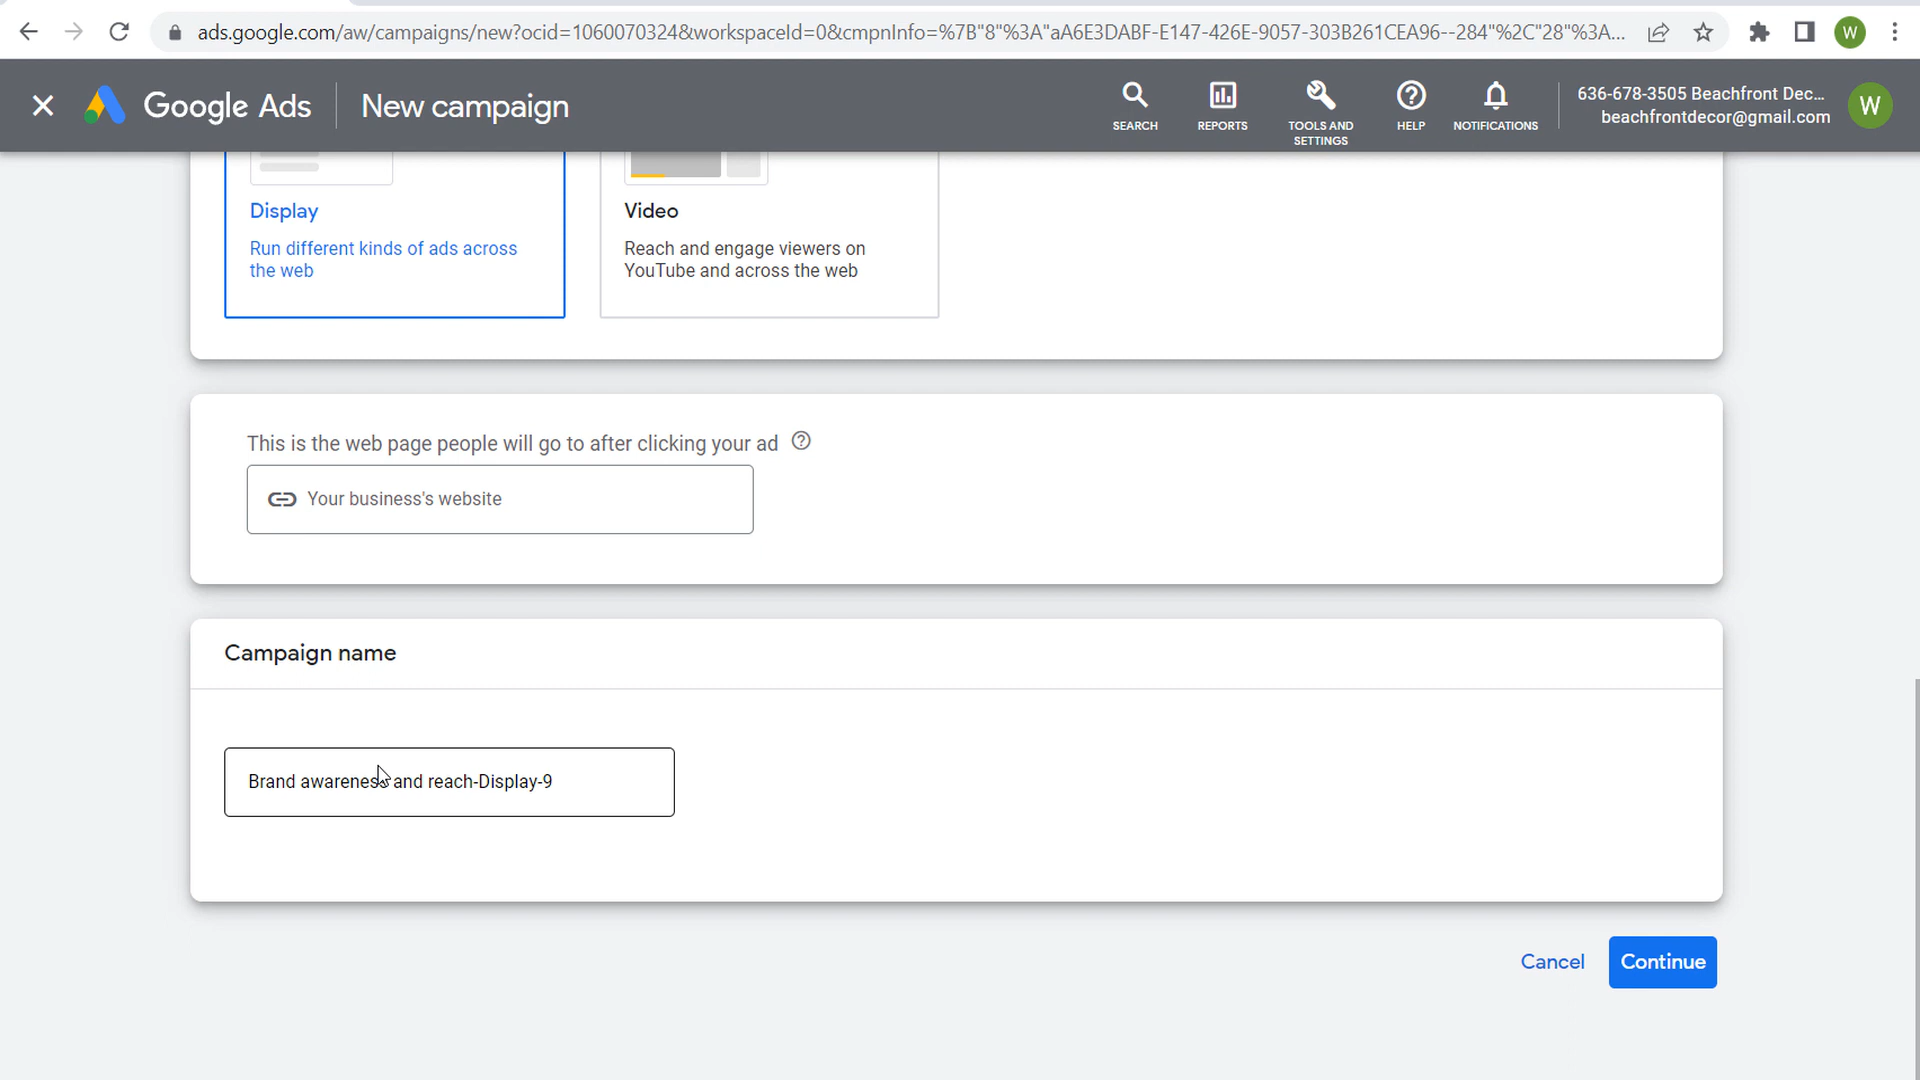 ads.google.com/aw/campaigns/new?ocid=1060070324&workspaceId=0&cmpnInfo=%7B"8"%3A"aA6E3DABF-E147-426E-9057-303B261CEA96--284"%2C"28"%3A...
W
Google Ads
New campaign
SEARCH
REPORTS
TOOLS AND
SETTINGS
HELP
NOTIFICATIONS
636-678-3505 Beachfront Dec...
beachfrontdecor@gmail.com
W
Display
Run different kinds of ads across
the web
Video
Reach and engage viewers on
YouTube and across the web
This is the web page people will go to after clicking your ad
Your business's website
Campaign name
Brand awareness and reach-Display-9
Cancel
Continue